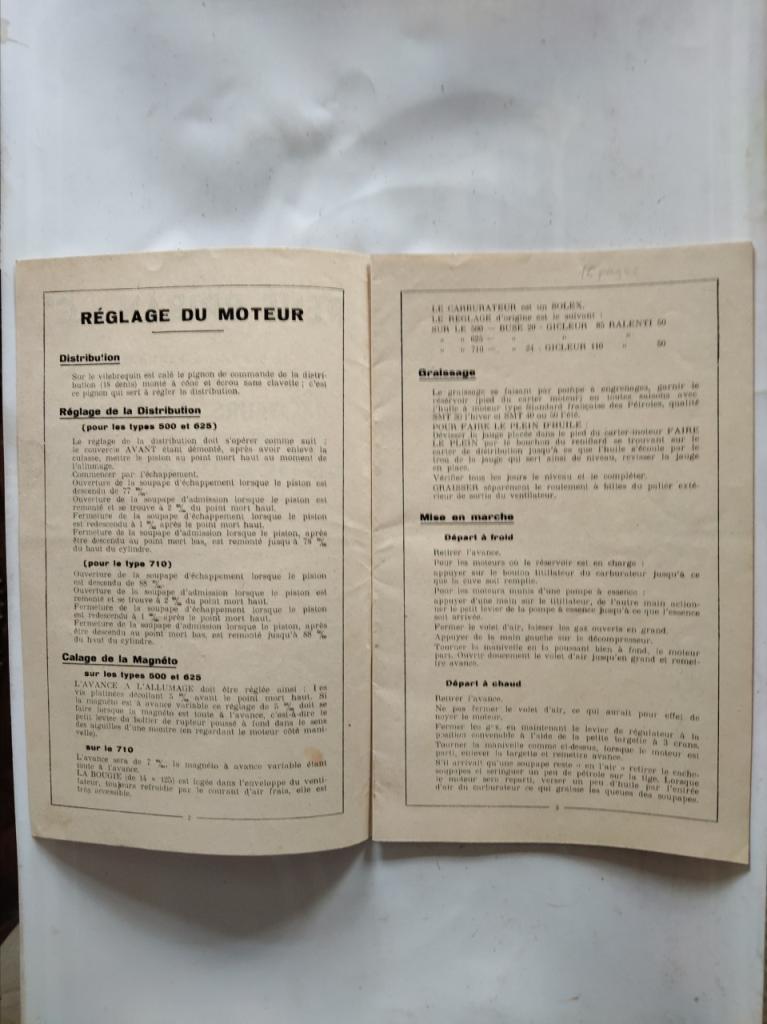 RÉGLAGE DU MOTEUR
Distribution
Sur le vilebrequin est calé le pignon de commande de la distri-
bution (18 dents) monté à cône et écrou sans clavette ; c'est
ce pignon qui sert à régler la distribution.
Réglage de la Distribution
(pour les types 500 et 625)
Le réglage de la distribution doit s'opérer comme suit :
le couvercle AVANT étant démonté, après avoir enlevé la
culasse, mettre le piston au point mort haut au moment de
l'allumage.
Commencer par l'échappement.
Ouverture de la soupape d'échappement lorsque le piston est
descendu de 77 m/m.
Ouverture de la soupape d'admission lorsque le piston est
remonté et se trouve à 2 m/m du point mort haut.
Fermeture de la soupape d'échappement lorsque le piston
est redescendu à 1 m/m après le point mort haut.
Fermeture de la soupape d'admission lorsque le piston, après
être descendu au point mort bas, est remonté jusqu'à 78 m/m
du haut du cylindre.
(pour le type 710)
Ouverture de la soupape d'échappement lorsque le piston
est descendu de 88 m/m.
Ouverture de la soupape d'admission lorsque le piston est
remonté et se trouve à 2 m/m du point mort haut.
Fermeture de la soupape d'échappement lorsque le piston
est redescendu à 1 m/m après le point mort haut.
Fermeture de la soupape d'admission lorsque le piston, après
être descendu au point mort bas, est remonté jusqu'à 88 m/m
du haut du cylindre.
Calage de la Magnéto
sur les types 500 et 625
L'AVANCE A L'ALLUMAGE doit être réglée ainsi : Les
vis platinées décollant 5 m/m avant le point mort haut. Si
la magnéto est à avance variable ce réglage de 5 m/m doit se
faire lorsque la magnéto est toute à l'avance, c'est-à-dire le
petit levier du boîtier de rupteur poussé à fond dans le sens
des aiguilles d'une montre (en regardant le moteur côté mani-
velle).
sur le 710
L'avance sera de 7 m/m, la magnéto à avance variable étant
toute à l'avance.
LA BOUGIE (de 14 × 125) est logée dans l'enveloppe du venti-
lateur, toujours refroidie par le courant d'air frais, elle est
très accessible.
2
LE CARBURATEUR est un SOLEX.
LE REGLAGE d'origine est le suivant :
SUR LE 500 — BUSE 20 - GICLEUR 85 RALENTI 50
» » 625 — » » »
» » 710 — » 24 - GICLEUR 110 » 50
Graissage
Le graissage se faisant par pompe à engrenages, garnir le
réservoir (pied du carter moteur) en toutes saisons avec
l'huile à moteur type Standard française des Pétroles, qualité
SMT 30 l'hiver et SMT 40 ou 50 l'été.
POUR FAIRE LE PLEIN D'HUILE :
Dévisser la jauge placée dans le pied du carter-moteur FAIRE
LE PLEIN par le bouchon du reniflard se trouvant sur le
carter de distribution jusqu'à ce que l'huile s'écoule par le
trou de la jauge qui sert ainsi de niveau, revisser la jauge
en place.
Vérifier tous les jours le niveau et le compléter.
GRAISSER séparément le roulement à billes du palier exté-
rieur de sortie du ventilateur.
Mise en marche
Départ à froid
Retirer l'avance.
Pour les moteurs où le réservoir est en charge :
appuyer sur le bouton titillateur du carburateur jusqu'à ce
que la cuve soit remplie.
Pour les moteurs munis d'une pompe à essence :
appuyer d'une main sur le titillateur, de l'autre main action-
ner le petit levier de la pompe à essence jusqu'à ce que l'essence
soit arrivée.
Fermer le volet d'air, laisser les gaz ouverts en grand.
Appuyer de la main gauche sur le décompresseur.
Tourner la manivelle en la poussant bien à fond, le moteur
part. Ouvrir doucement le volet d'air jusqu'en grand et remet-
tre avance.
Départ à chaud
Retirer l'avance.
Ne pas fermer le volet d'air, ce qui aurait pour effet de
noyer le moteur.
Fermer les gaz, en maintenant le levier de régulateur à la
position convenable à l'aide de la petite targette à 3 crans.
Tourner la manivelle comme ci-dessus, lorsque le moteur est
parti, enlever la targette et remettre avance.
S'il arrivait qu'une soupape reste « en l'air » retirer le cache-
soupapes et seringuer un peu de pétrole sur la tige. Lorsque
le moteur sera reparti, verser un peu d'huile par l'entrée
d'air du carburateur ce qui graisse les queues des soupapes.